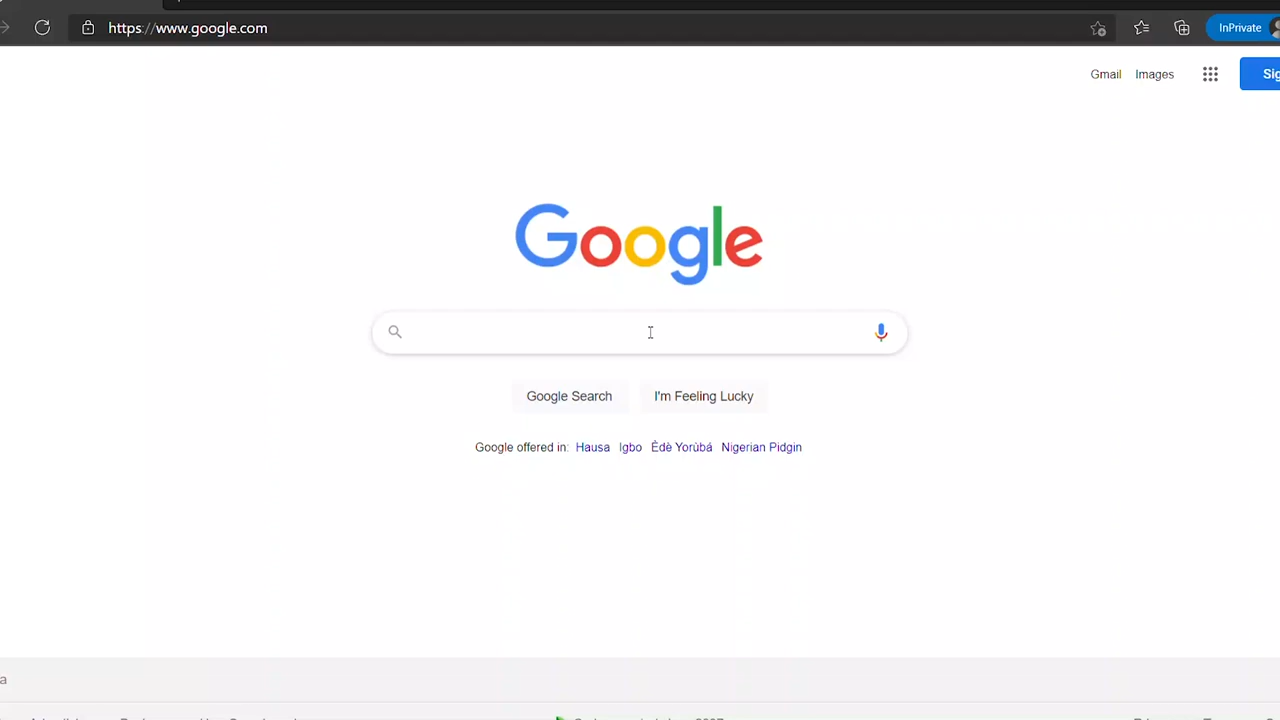 https://www.google.com
InPrivate
Gmail Images
Google
Google Search I'm Feeling Lucky
Google offered in: Hausa Igbo Èdè Yorùbá Nigerian Pidgin